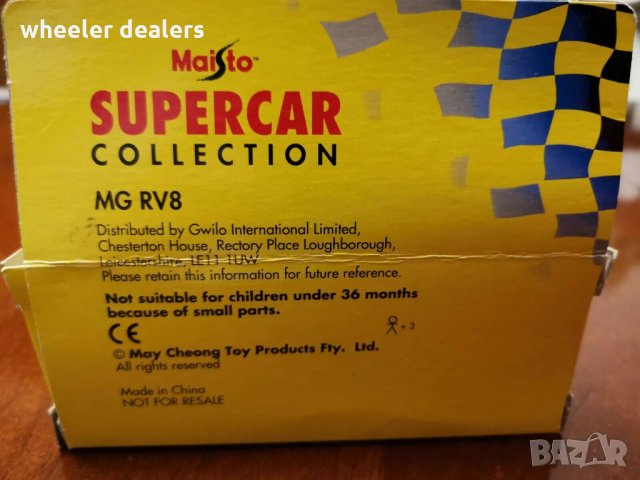 wheeler dealers
Maisto™
SUPERCAR
COLLECTION
MG RV8
Distributed by Gwilo International Limited,
Chesterton House, Rectory Place Loughborough,
Leicestershire, LE11 1UW
Please retain this information for future reference.
Not suitable for children under 36 months
because of small parts.
CE
+3
© May Cheong Toy Products Fty. Ltd.
All rights reserved
Made in China
NOT FOR RESALE
BAZAR